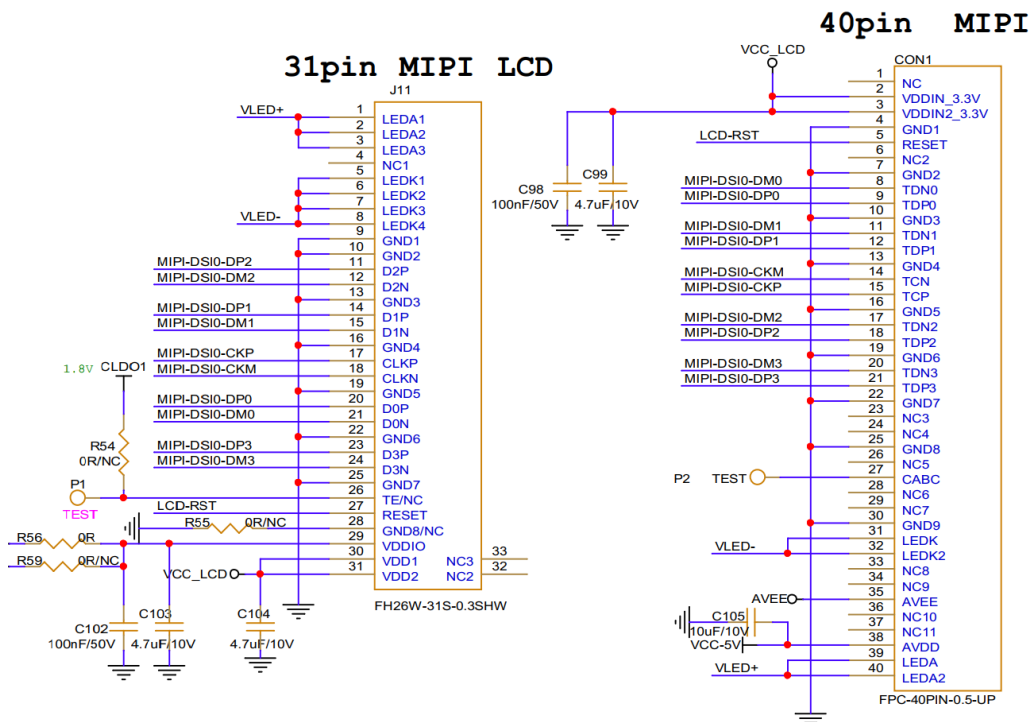 40pin MIPI
31pin MIPI LCD
J11
VLED+
1 LEDA1
2 LEDA2
3 LEDA3
4 NC1
5 LEDK1
6 LEDK2
7 LEDK3
VLED-
8 LEDK4
9 GND1
10 GND2
MIPI-DSI0-DP2 11 D2P
MIPI-DSI0-DM2 12 D2N
13 GND3
MIPI-DSI0-DP1 14 D1P
MIPI-DSI0-DM1 15 D1N
16 GND4
MIPI-DSI0-CKP 17 CLKP
MIPI-DSI0-CKM 18 CLKN
19 GND5
MIPI-DSI0-DP0 20 D0P
MIPI-DSI0-DM0 21 D0N
22 GND6
MIPI-DSI0-DP3 23 D3P
MIPI-DSI0-DM3 24 D3N
25 GND7
26 TE/NC
LCD-RST 27 RESET
28 GND8/NC
29 VDDIO
30 VDD1 NC3 33
31 VDD2 NC2 32
FH26W-31S-0.3SHW
1.8V CLDO1
R54
0R/NC
P1
TEST
R55 0R/NC
R56 0R
R59 0R/NC
VCC_LCD
C102
100nF/50V
C103
4.7uF/10V
C104
4.7uF/10V
VCC_LCD
C98
100nF/50V
C99
4.7uF/10V
CON1
1 NC
2 VDDIN_3.3V
3 VDDIN2_3.3V
4 GND1
LCD-RST 5 RESET
6 NC2
7 GND2
MIPI-DSI0-DM0 8 TDN0
MIPI-DSI0-DP0 9 TDP0
10 GND3
MIPI-DSI0-DM1 11 TDN1
MIPI-DSI0-DP1 12 TDP1
13 GND4
MIPI-DSI0-CKM 14 TCN
MIPI-DSI0-CKP 15 TCP
16 GND5
MIPI-DSI0-DM2 17 TDN2
MIPI-DSI0-DP2 18 TDP2
19 GND6
MIPI-DSI0-DM3 20 TDN3
MIPI-DSI0-DP3 21 TDP3
22 GND7
23 NC3
24 NC4
25 GND8
26 NC5
P2 TEST 27 CABC
28 NC6
29 NC7
30 GND9
31 LEDK
VLED- 32 LEDK2
33 NC8
34 NC9
AVEE 35 AVEE
36 NC10
37 NC11
C105
10uF/10V
VCC-5V 38 AVDD
39 LEDA
VLED+ 40 LEDA2
FPC-40PIN-0.5-UP